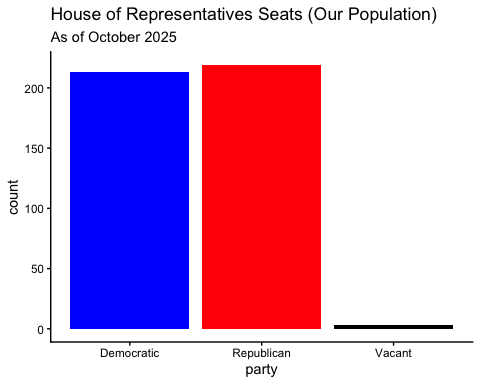 House of Representatives Seats (Our Population)
As of October 2025
count
200
150
100
50
0
Democratic Republican Vacant
party